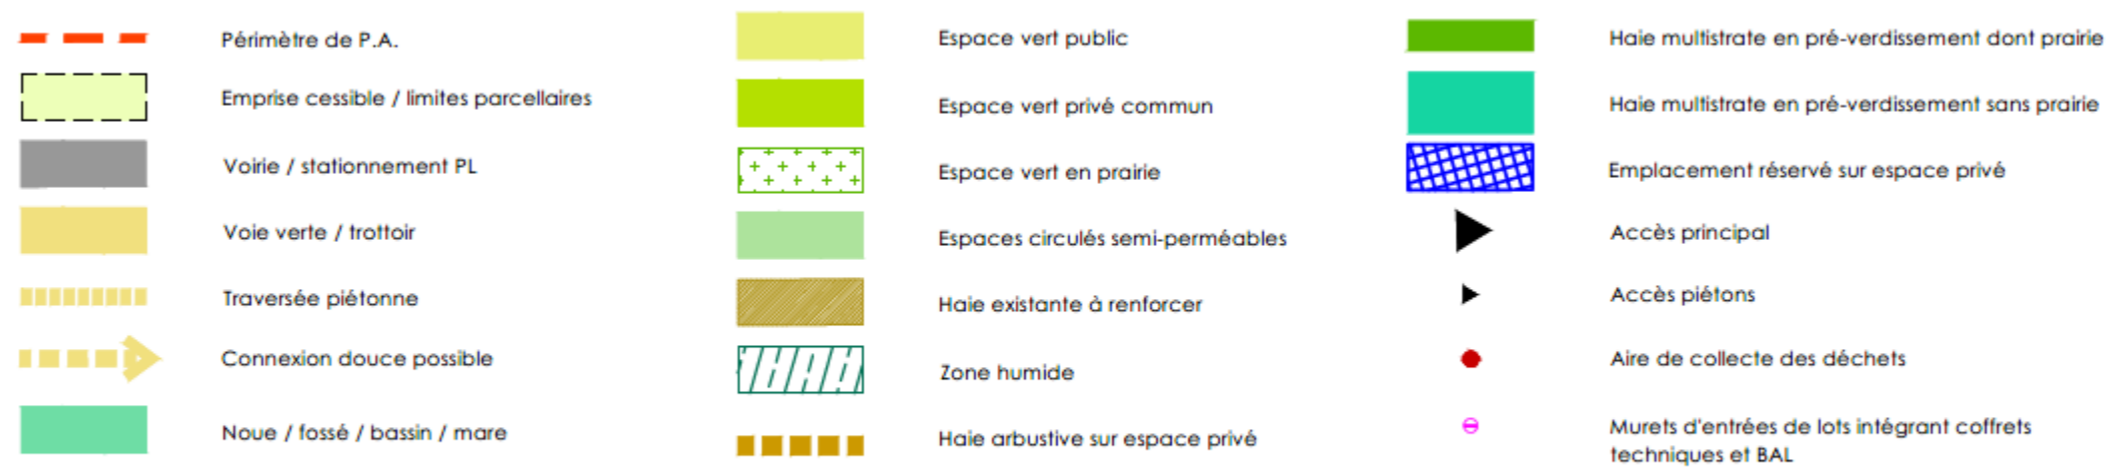 Périmètre de P.A.
Emprise cessible / limites parcellaires
Voirie / stationnement PL
Voie verte / trottoir
Traversée piétonne
Connexion douce possible
Noue / fossé / bassin / mare
Espace vert public
Espace vert privé commun
Espace vert en prairie
Espaces circulés semi-perméables
Haie existante à renforcer
Zone humide
Haie arbustive sur espace privé
Haie multistrate en pré-verdissement dont prairie
Haie multistrate en pré-verdissement sans prairie
Emplacement réservé sur espace privé
Accès principal
Accès piétons
Aire de collecte des déchets
Murets d'entrées de lots intégrant coffrets
techniques et BAL